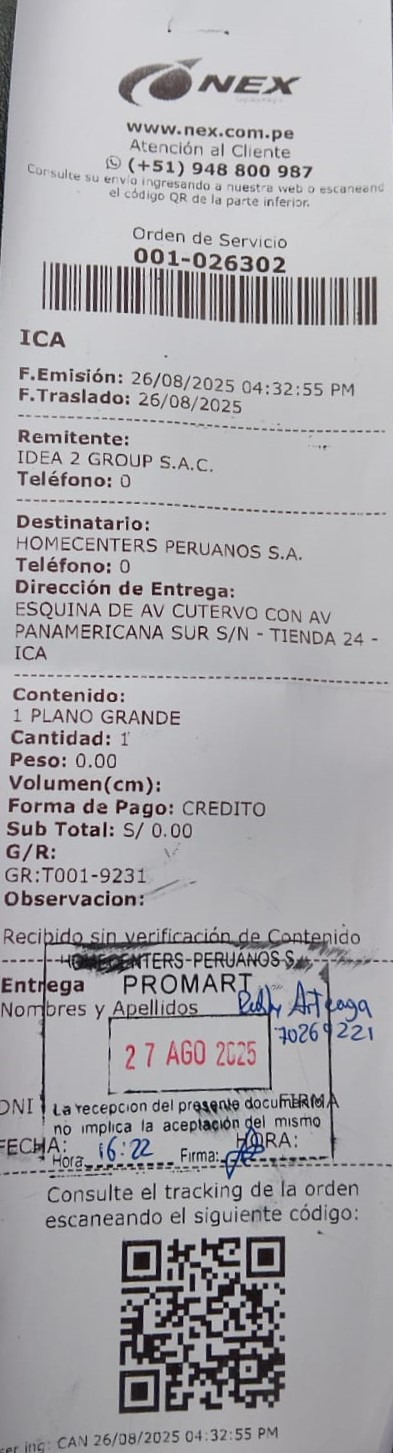 NEX
www.nex.com.pe
Atención al Cliente
(+51) 948 800 987
Consulte su envío ingresando a nuestra web o escaneand
el código QR de la parte inferior.
Orden de Servicio
001-026302
ICA
F.Emisión: 26/08/2025 04:32:55 PM
F.Traslado: 26/08/2025
Remitente:
IDEA 2 GROUP S.A.C.
Teléfono: 0
Destinatario:
HOMECENTERS PERUANOS S.A.
Teléfono: 0
Dirección de Entrega:
ESQUINA DE AV CUTERVO CON AV
PANAMERICANA SUR S/N - TIENDA 24 -
ICA
Contenido:
1 PLANO GRANDE
Cantidad: 1
Peso: 0.00
Volumen(cm):
Forma de Pago: CREDITO
Sub Total: S/ 0.00
G/R:
GR:T001-9231
Observacion:
Recibido sin verificación de Contenido
HOMECENTERS PERUANOS S.
Entrega PROMART
Nombres y Apellidos Arteaga
70269221
27 AGO 2025
DNI La recepcion del presente documento FIRMA
no implica la aceptación del mismo
FECHA: HORA:
Hora 16:22 Firma:
Consulte el tracking de la orden
escaneando el siguiente código:
ser ing: CAN 26/08/2025 04:32:55 PM